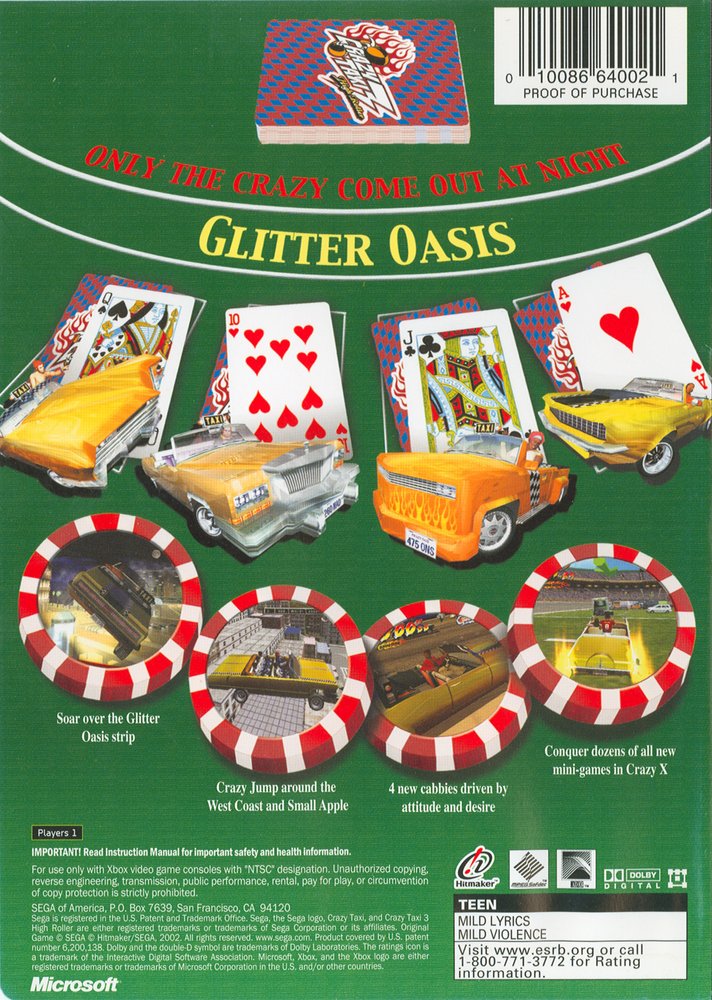 CRAZY TAXI
0 10086 64002 1
PROOF OF PURCHASE
ONLY THE CRAZY COME OUT AT NIGHT
GLITTER OASIS
Q
10
J
A
TAXI
TAXI
TAXI
475 ONS
Soar over the Glitter
Oasis strip
Crazy Jump around the
West Coast and Small Apple
4 new cabbies driven by
attitude and desire
Conquer dozens of all new
mini-games in Crazy X
Players 1
IMPORTANT! Read Instruction Manual for important safety and health information.
For use only with Xbox video game consoles with "NTSC" designation. Unauthorized copying,
reverse engineering, transmission, public performance, rental, pay for play, or circumvention
of copy protection is strictly prohibited.
SEGA of America, P.O. Box 7639, San Francisco, CA 94120
Sega is registered in the U.S. Patent and Trademark Office. Sega, the Sega logo, Crazy Taxi, and Crazy Taxi 3
High Roller are either registered trademarks or trademarks of Sega Corporation or its affiliates. Original
Game © SEGA © Hitmaker/SEGA, 2002. All rights reserved. www.sega.com. Product covered by U.S. patent
number 6,200,138. Dolby and the double-D symbol are trademarks of Dolby Laboratories. The ratings icon is
a trademark of the Interactive Digital Software Association. Microsoft, Xbox, and the Xbox logo are either
registered trademarks or trademarks of Microsoft Corporation in the U.S. and/or other countries.
Microsoft
Hitmaker
DOLBY
DIGITAL
TEEN
MILD LYRICS
MILD VIOLENCE
Visit www.esrb.org or call
1-800-771-3772 for Rating
information.